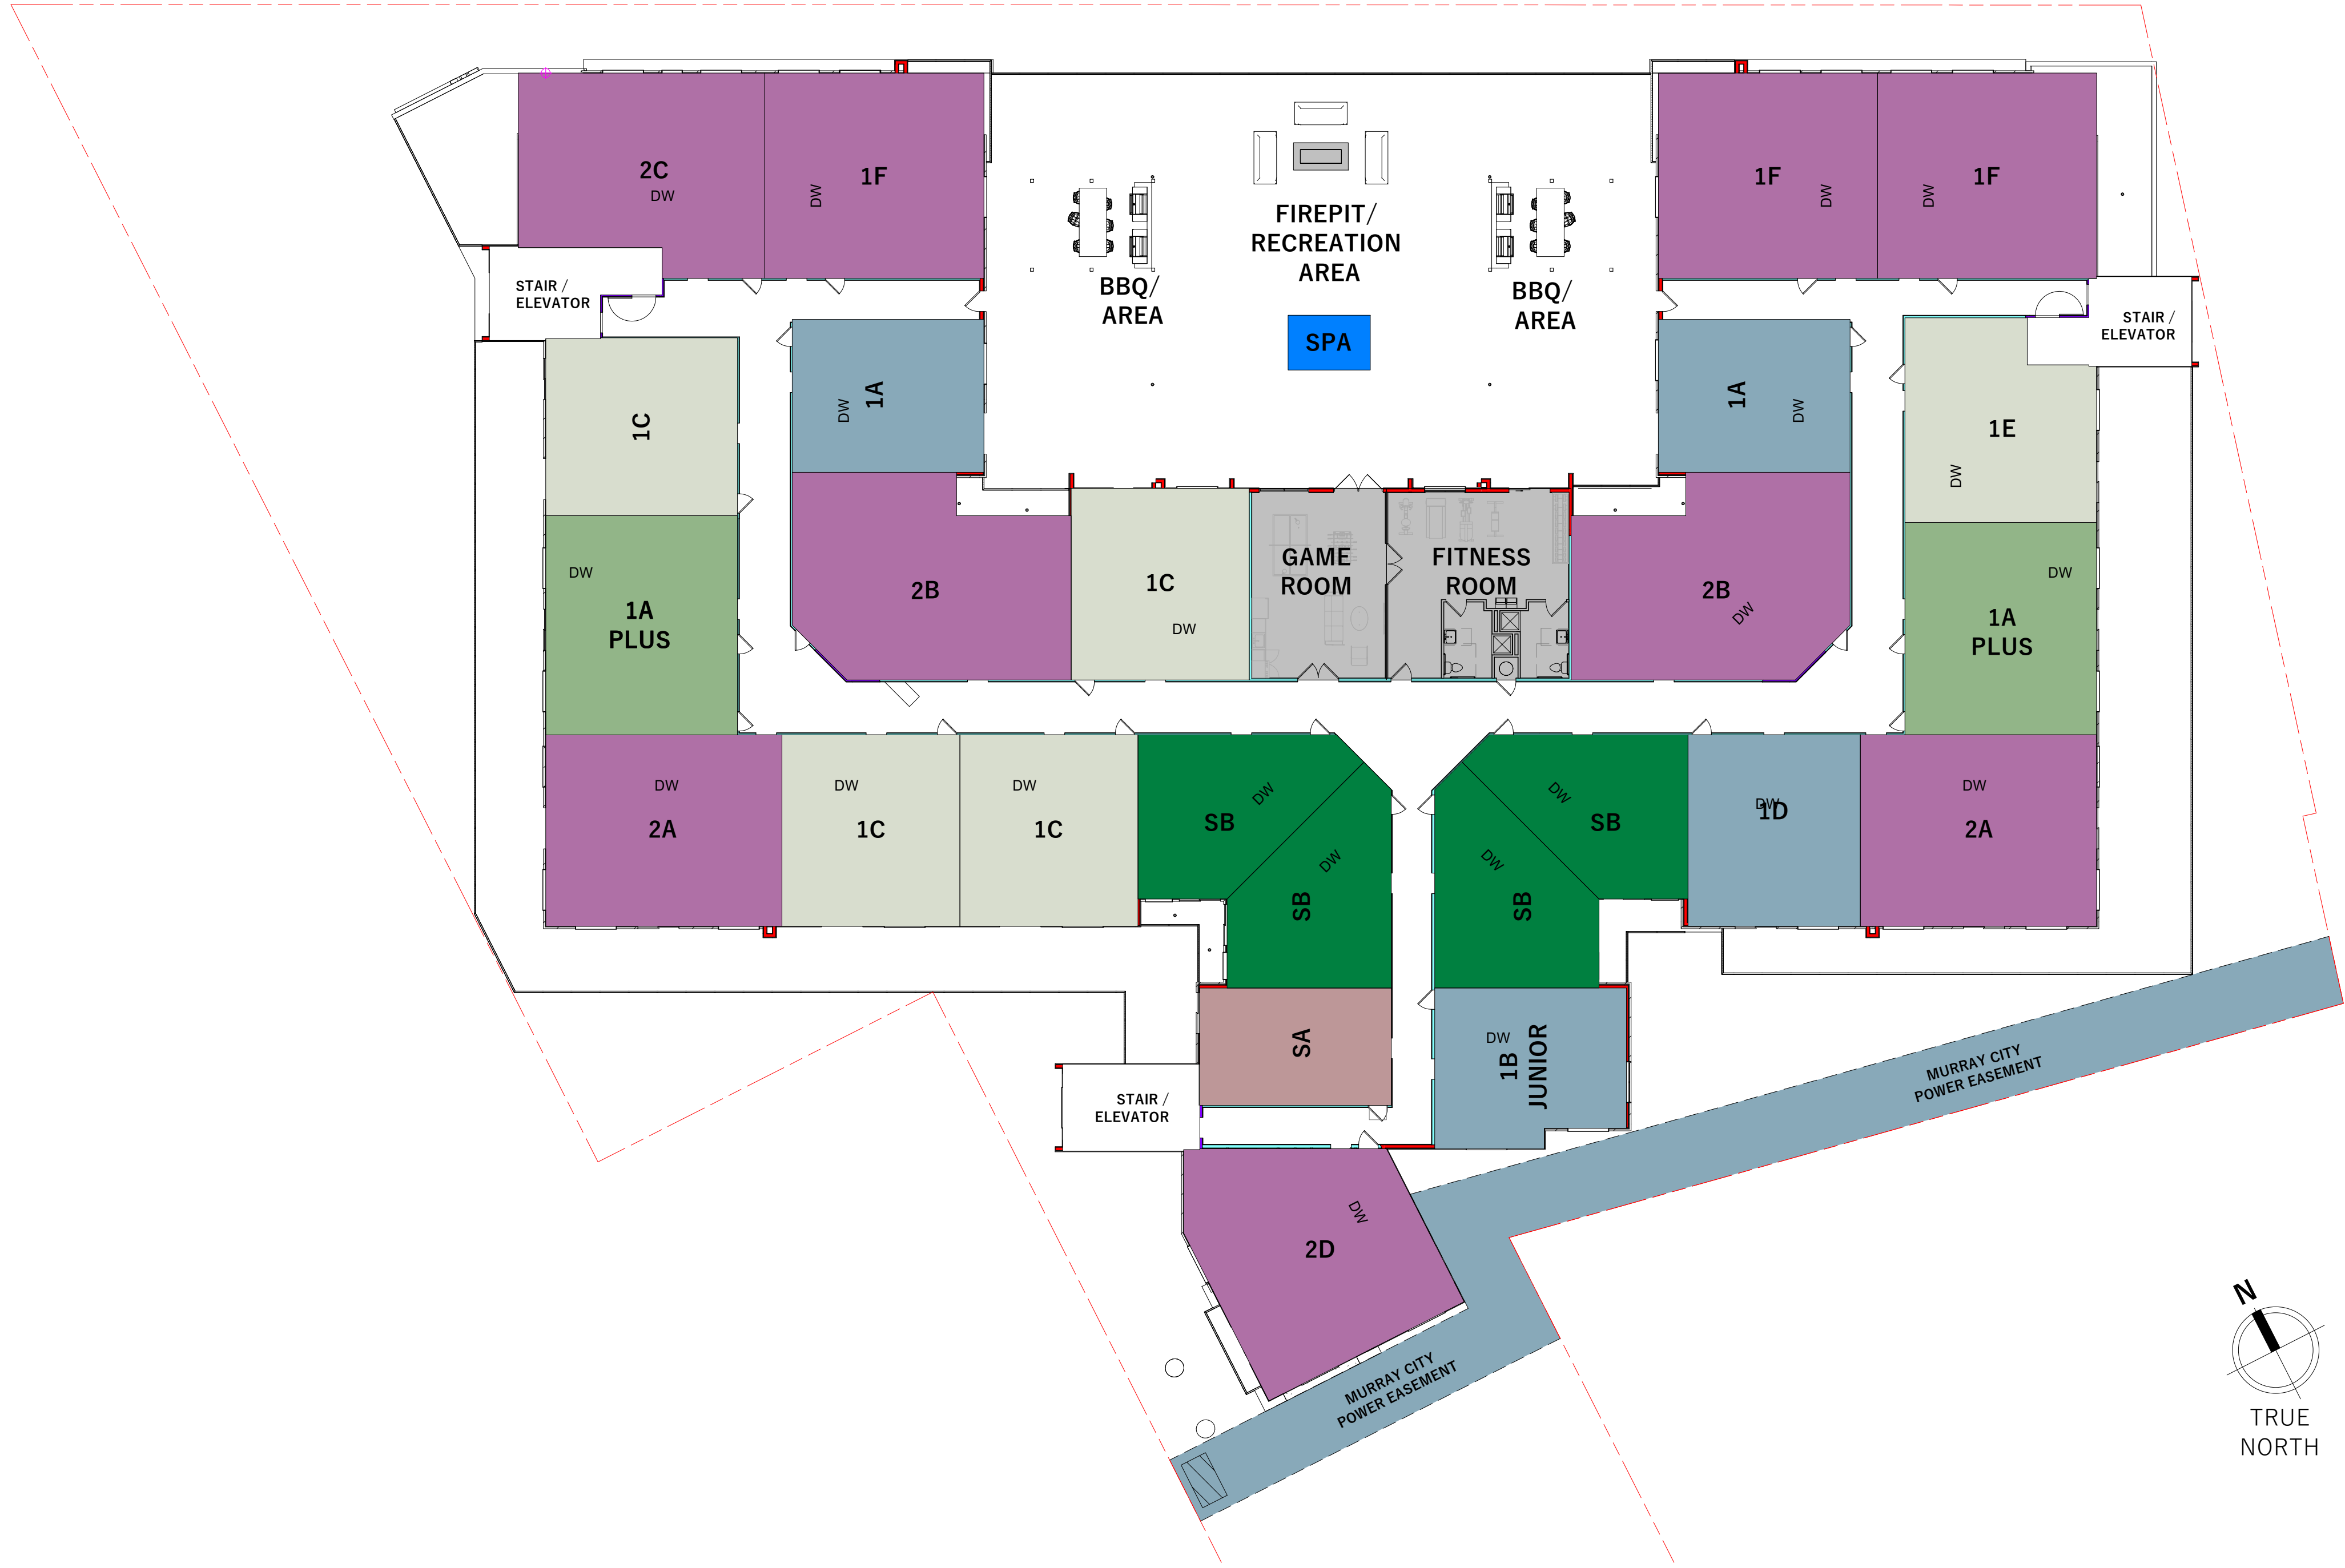 2C
DW
DW
1F
FIREPIT/
RECREATION
AREA
1F
DW
DW
1F
STAIR /
ELEVATOR
BBQ/
AREA
BBQ/
AREA
SPA
STAIR /
ELEVATOR
1C
DW
1A
1A
DW
1E
DW
DW
1A
PLUS
2B
1C
DW
GAME
ROOM
FITNESS
ROOM
2B
DW
DW
1A
PLUS
DW
2A
DW
1C
DW
1C
SB
DW
DW
SB
DW
SB
DW
SB
DW
1D
DW
2A
SA
DW
1B
JUNIOR
STAIR /
ELEVATOR
MURRAY CITY
POWER EASEMENT
DW
2D
MURRAY CITY
POWER EASEMENT
N
TRUE
NORTH